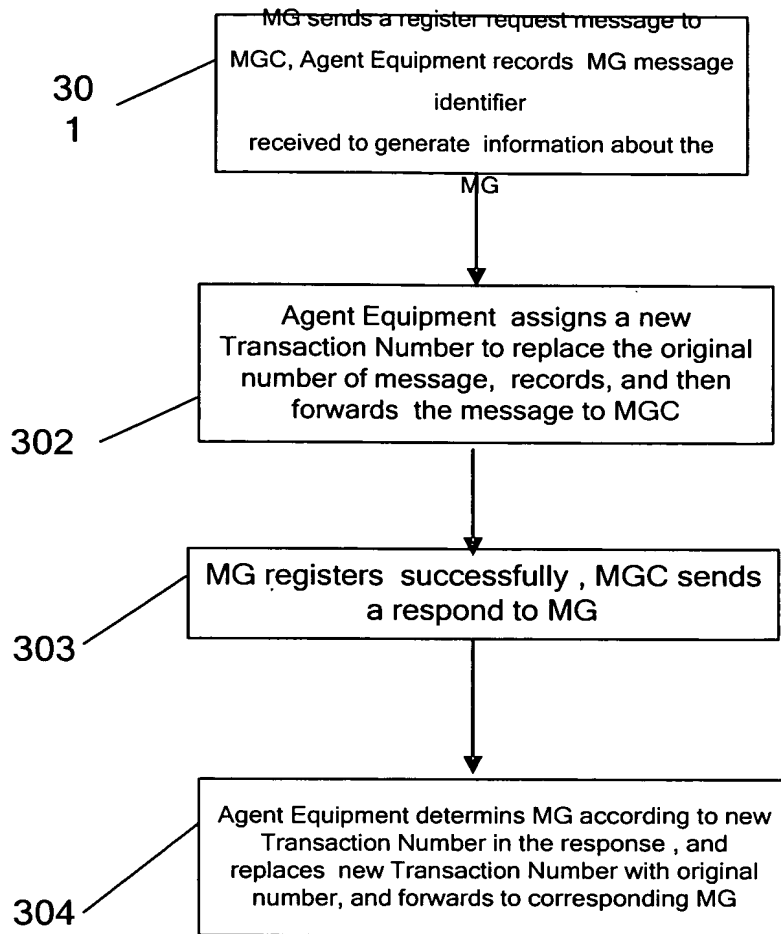 MG sends a register request message to
MGC, Agent Equipment records MG message
identifier
received to generate information about the
MG
30
1
Agent Equipment assigns a new
Transaction Number to replace the original
number of message, records, and then
forwards the message to MGC
302
MG registers successfully , MGC sends
a respond to MG
303
Agent Equipment determins MG according to new
Transaction Number in the response , and
replaces new Transaction Number with original
number, and forwards to corresponding MG
304